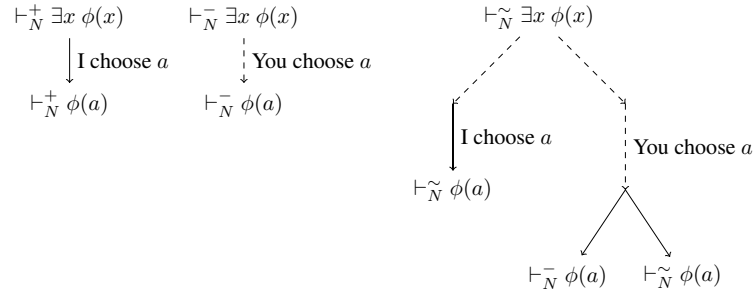 ⊢⁺_N ∃x ϕ(x) ⊢⁻_N ∃x ϕ(x) ⊢^∼_N ∃x ϕ(x)
I choose a You choose a
⊢⁺_N ϕ(a) ⊢⁻_N ϕ(a)
I choose a You choose a
⊢^∼_N ϕ(a)
⊢⁻_N ϕ(a) ⊢^∼_N ϕ(a)